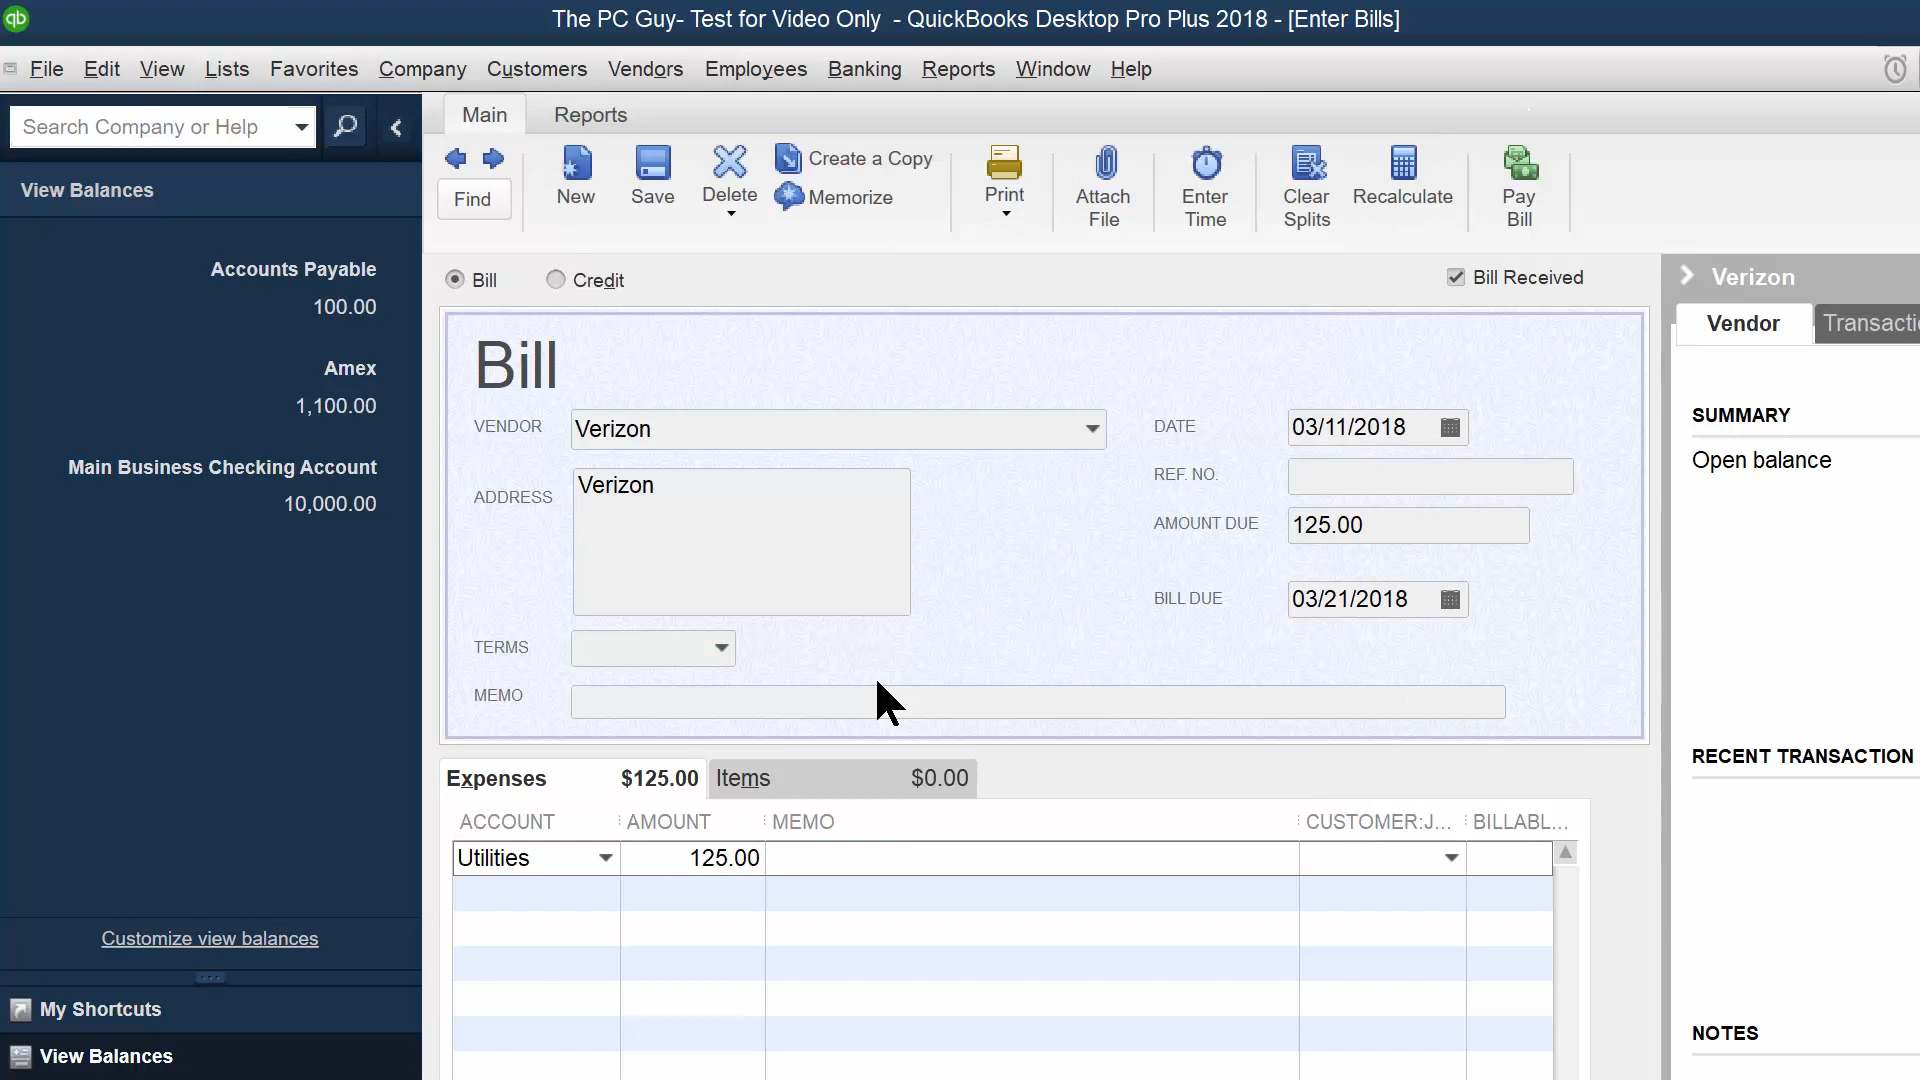 qb
The PC Guy- Test for Video Only - QuickBooks Desktop Pro Plus 2018 - [Enter Bills]
File Edit View Lists Favorites Company Customers Vendors Employees Banking Reports Window Help
Search Company or Help
Main Reports
Find
New
Save
Delete
Create a Copy
Memorize
Print
Attach
File
Enter
Time
Clear
Splits
Recalculate
Pay
Bill
View Balances
Accounts Payable
100.00
Amex
1,100.00
Main Business Checking Account
10,000.00
Customize view balances
My Shortcuts
View Balances
Bill Credit Bill Received
Bill
VENDOR Verizon
ADDRESS Verizon
TERMS
MEMO
DATE 03/11/2018
REF. NO.
AMOUNT DUE 125.00
BILL DUE 03/21/2018
Expenses $125.00 Items $0.00
ACCOUNT AMOUNT MEMO CUSTOMER:J... BILLABL...
Utilities 125.00
Verizon
Vendor Transacti
SUMMARY
Open balance
RECENT TRANSACTION
NOTES